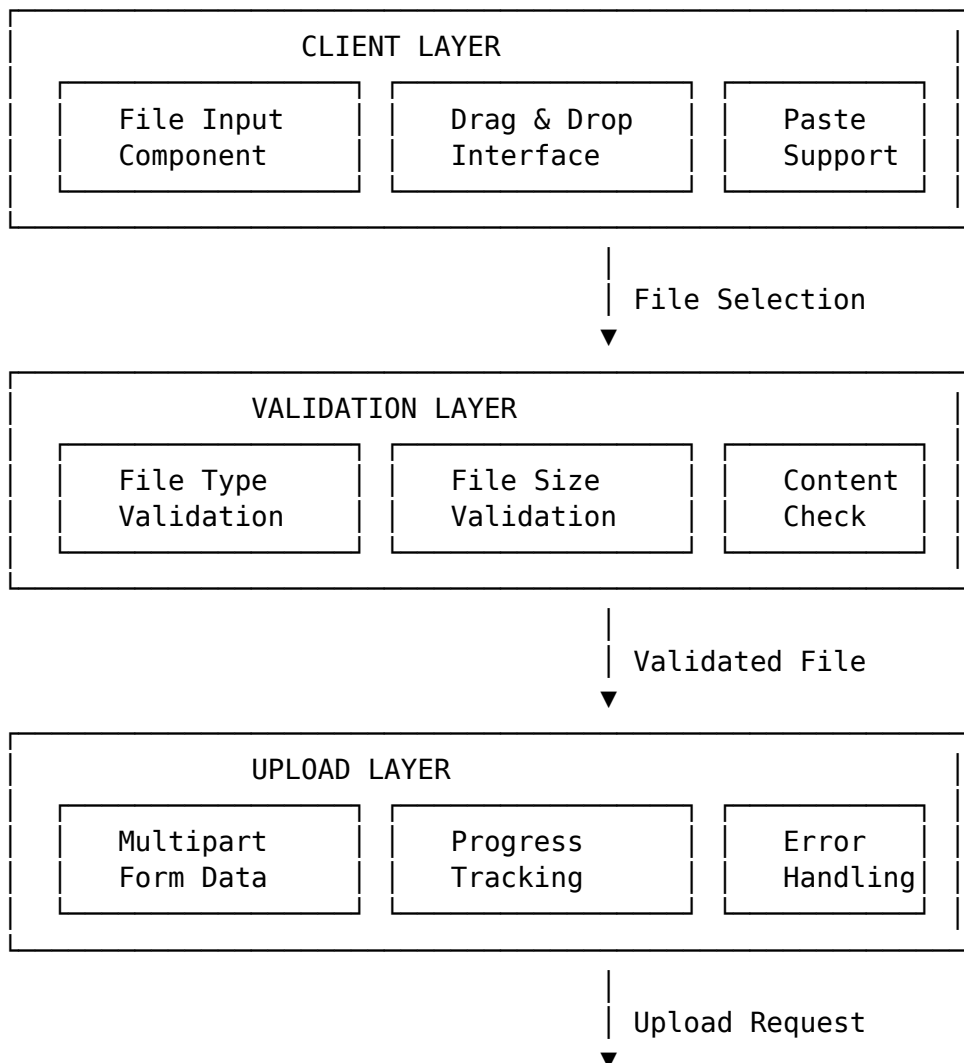 CLIENT LAYER
File Input Drag & Drop Paste
Component Interface Support
File Selection
VALIDATION LAYER
File Type File Size Content
Validation Validation Check
Validated File
UPLOAD LAYER
Multipart Progress Error
Form Data Tracking Handling
Upload Request